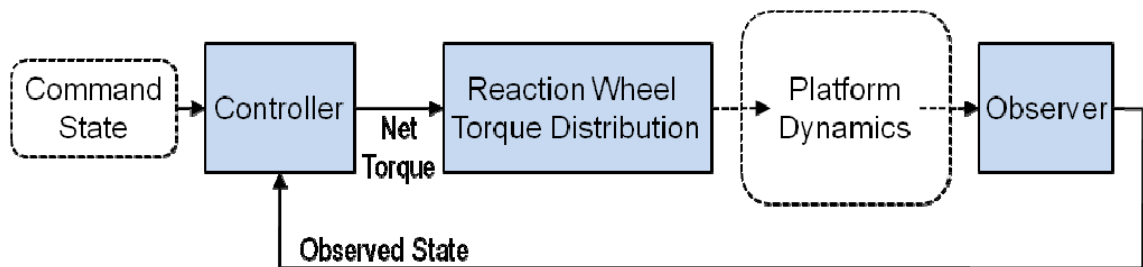 Command
State
Controller
Net
Torque
Reaction Wheel
Torque Distribution
Platform
Dynamics
Observer
Observed State